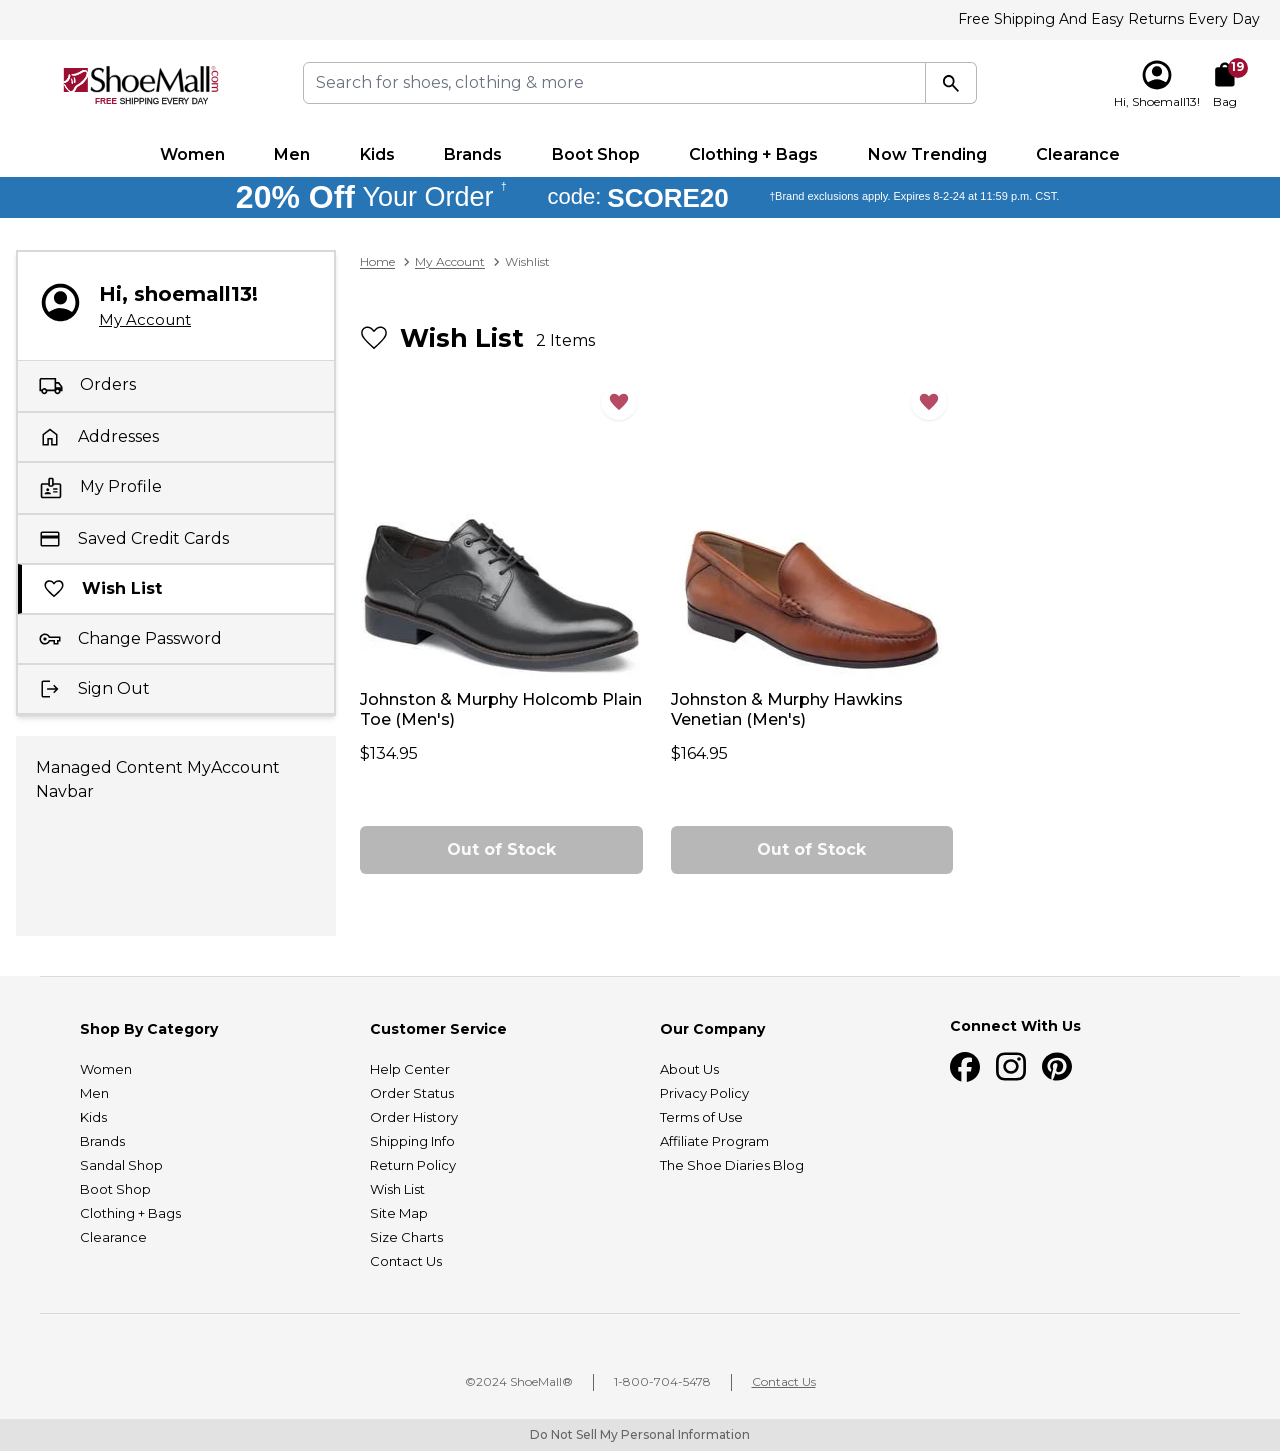 Free Shipping And Easy Returns Every Day
ShoeMall.com
FREE SHIPPING EVERY DAY
Search for shoes, clothing & more
Hi, Shoemall13!
19
Bag
Women
Men
Kids
Brands
Boot Shop
Clothing + Bags
Now Trending
Clearance
20% Off Your Order † code: SCORE20 †Brand exclusions apply. Expires 8-2-24 at 11:59 p.m. CST.
Hi, shoemall13!
My Account
Orders
Addresses
My Profile
Saved Credit Cards
Wish List
Change Password
Sign Out
Managed Content MyAccount
Navbar
Home > My Account > Wishlist
Wish List 2 Items
Johnston & Murphy Holcomb Plain
Toe (Men's)
$134.95
Out of Stock
Johnston & Murphy Hawkins
Venetian (Men's)
$164.95
Out of Stock
Shop By Category
Women
Men
Kids
Brands
Sandal Shop
Boot Shop
Clothing + Bags
Clearance
Customer Service
Help Center
Order Status
Order History
Shipping Info
Return Policy
Wish List
Site Map
Size Charts
Contact Us
Our Company
About Us
Privacy Policy
Terms of Use
Affiliate Program
The Shoe Diaries Blog
Connect With Us
©2024 ShoeMall®
1-800-704-5478
Contact Us
Do Not Sell My Personal Information